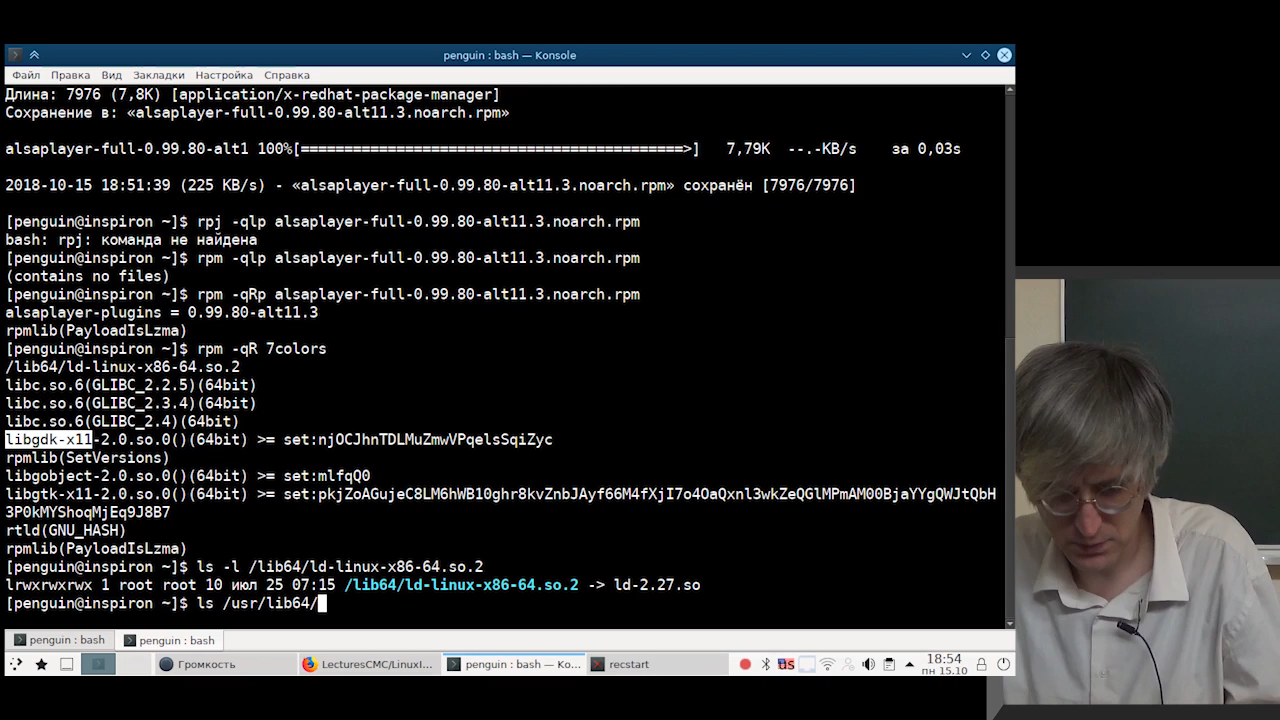 penguin : bash — Konsole
Файл Правка Вид Закладки Настройка Справка
Длина: 7976 (7,8K) [application/x-redhat-package-manager]
Сохранение в: «alsaplayer-full-0.99.80-alt11.3.noarch.rpm»
alsaplayer-full-0.99.80-alt1 100%[============================================>] 7,79K --.-KB/s за 0,03s
2018-10-15 18:51:39 (225 KB/s) - «alsaplayer-full-0.99.80-alt11.3.noarch.rpm» сохранён [7976/7976]
[penguin@inspiron ~]$ rpj -qlp alsaplayer-full-0.99.80-alt11.3.noarch.rpm
bash: rpj: команда не найдена
[penguin@inspiron ~]$ rpm -qlp alsaplayer-full-0.99.80-alt11.3.noarch.rpm
(contains no files)
[penguin@inspiron ~]$ rpm -qRp alsaplayer-full-0.99.80-alt11.3.noarch.rpm
alsaplayer-plugins = 0.99.80-alt11.3
rpmlib(PayloadIsLzma)
[penguin@inspiron ~]$ rpm -qR 7colors
/lib64/ld-linux-x86-64.so.2
libc.so.6(GLIBC_2.2.5)(64bit)
libc.so.6(GLIBC_2.3.4)(64bit)
libc.so.6(GLIBC_2.4)(64bit)
libgdk-x11-2.0.so.0()(64bit) >= set:njOCJhnTDLMuZmwVPqelsSqiZyc
rpmlib(SetVersions)
libgobject-2.0.so.0()(64bit) >= set:mlfqQ0
libgtk-x11-2.0.so.0()(64bit) >= set:pkjZoAGujeC8LM6hWB10ghr8kvZnbJAyf66M4fXjI7o4OaQxnl3wkZeQGlMPmAM00BjaYYgQWJtQbH
3P0kMYShoqMjEq9J8B7
rtld(GNU_HASH)
rpmlib(PayloadIsLzma)
[penguin@inspiron ~]$ ls -l /lib64/ld-linux-x86-64.so.2
lrwxrwxrwx 1 root root 10 июл 25 07:15 /lib64/ld-linux-x86-64.so.2 -> ld-2.27.so
[penguin@inspiron ~]$ ls /usr/lib64/
penguin : bash penguin : bash
Громкость LecturesCMC/LinuxI... penguin : bash — Ko... recstart us 18:54
пн 15.10